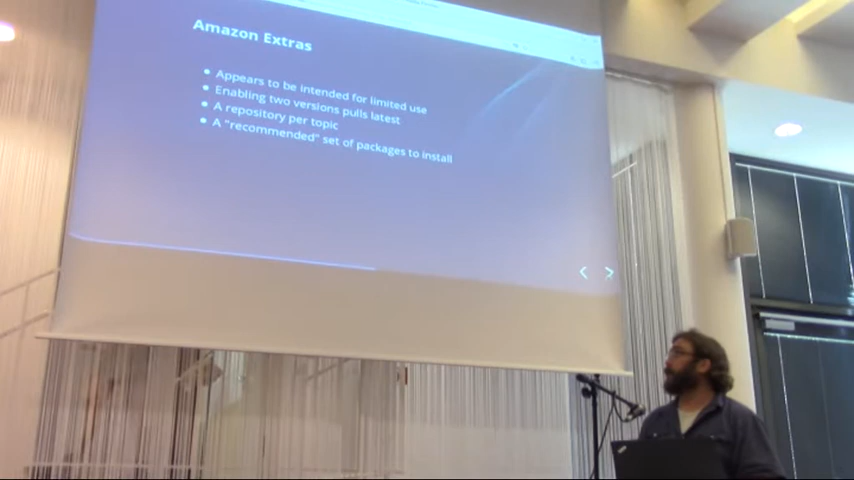 Amazon Extras
• Appears to be intended for limited use
• Enabling two versions pulls latest
• A repository per topic
• A "recommended" set of packages to install